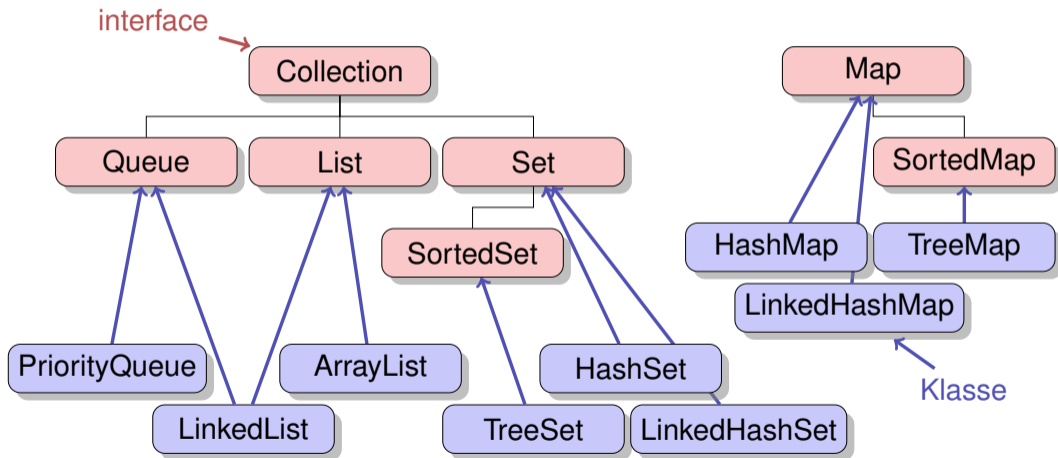 interface
Collection
Map
Queue
List
Set
SortedMap
SortedSet
HashMap
TreeMap
LinkedHashMap
PriorityQueue
ArrayList
HashSet
Klasse
LinkedList
TreeSet
LinkedHashSet